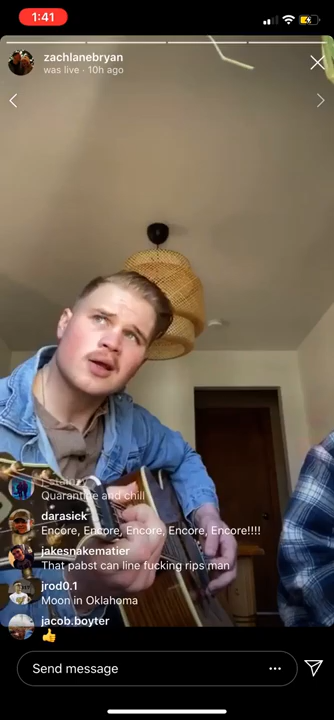 1:41
zachlanebryan
was live · 10h ago
Quarantine and chill
darasick
Encore, Encore, Encore, Encore, Encore!!!!
jakesnakematier
That pabst can line fucking rips man
jrod0.1
Moon in Oklahoma
jacob.boyter
👍
Send message